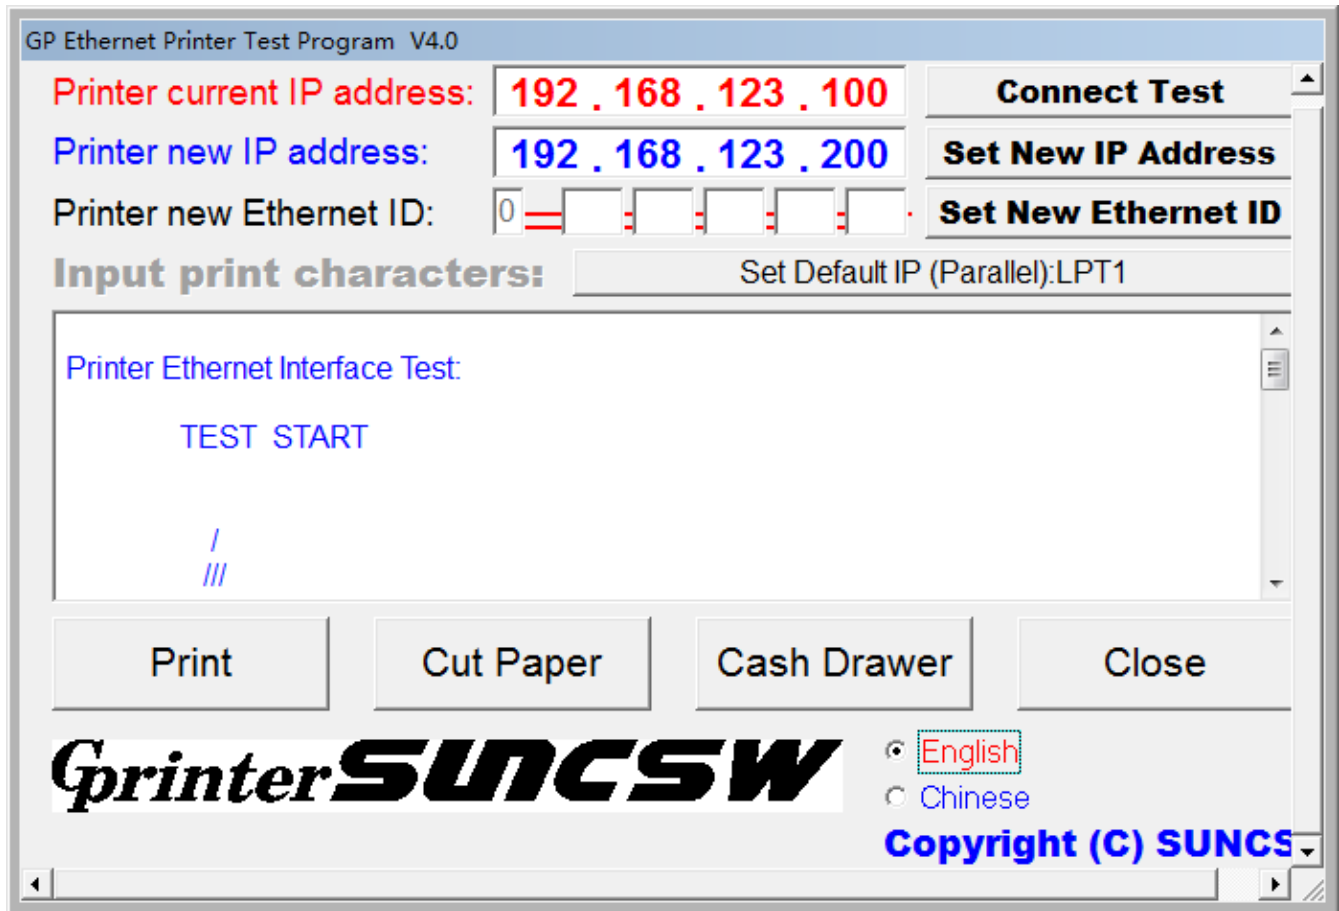 GP Ethernet Printer Test Program V4.0
Printer current IP address: 192 . 168 . 123 . 100 Connect Test
Printer new IP address: 192 . 168 . 123 . 200 Set New IP Address
Printer new Ethernet ID: 0 Set New Ethernet ID
Input print characters: Set Default IP (Parallel):LPT1
Printer Ethernet Interface Test:
TEST START
/
///
Print Cut Paper Cash Drawer Close
Gprinter SUNCSW
English
Chinese
Copyright (C) SUNCS